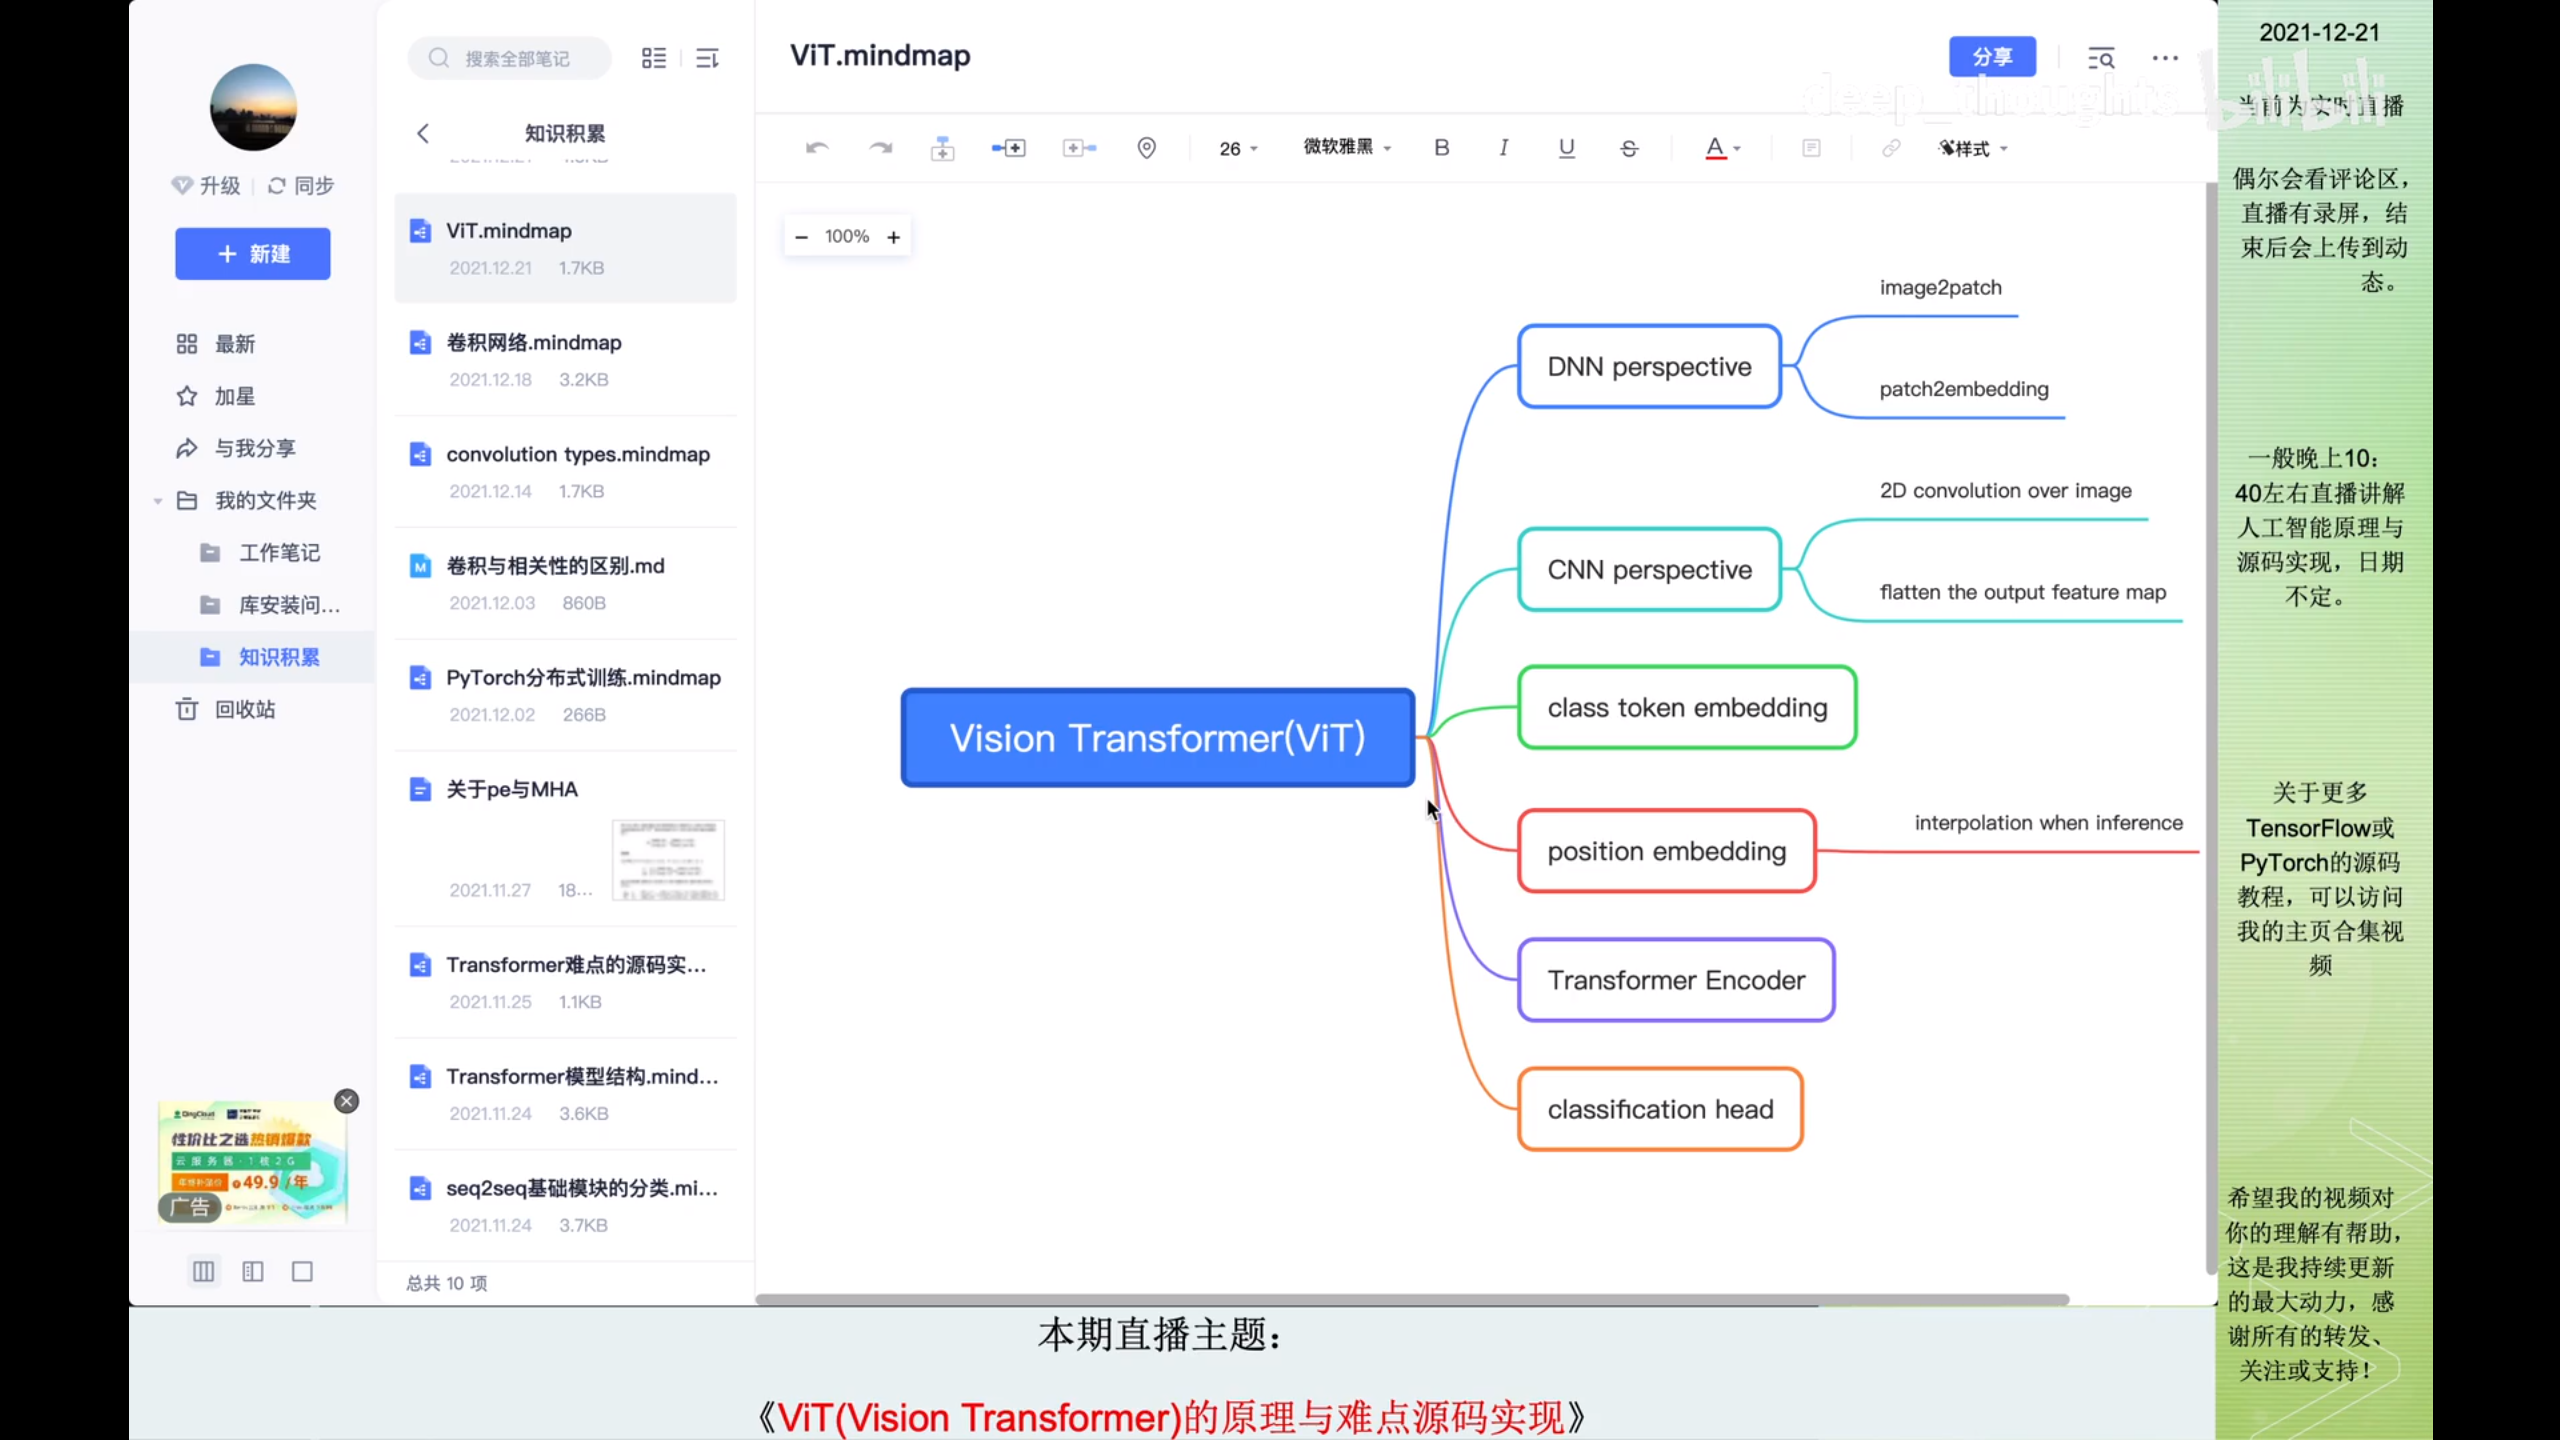 搜索全部笔记
ViT.mindmap
分享
2021-12-21
deep_thoughts
bilibili
当前为实时直播
知识积累
26
微软雅黑
B
I
U
S
A
样式
升级
同步
新建
ViT.mindmap
2021.12.21 1.7KB
100%
偶尔会看评论区，
直播有录屏，结
束后会上传到动
态。
最新
加星
与我分享
我的文件夹
工作笔记
库安装问...
知识积累
回收站
卷积网络.mindmap
2021.12.18 3.2KB
convolution types.mindmap
2021.12.14 1.7KB
卷积与相关性的区别.md
2021.12.03 860B
PyTorch分布式训练.mindmap
2021.12.02 266B
关于pe与MHA
2021.11.27 18...
Transformer难点的源码实...
2021.11.25 1.1KB
Transformer模型结构.mind...
2021.11.24 3.6KB
seq2seq基础模块的分类.mi...
2021.11.24 3.7KB
总共 10 项
Vision Transformer(ViT)
DNN perspective
image2patch
patch2embedding
CNN perspective
2D convolution over image
flatten the output feature map
class token embedding
position embedding
interpolation when inference
Transformer Encoder
classification head
一般晚上10：
40左右直播讲解
人工智能原理与
源码实现，日期
不定。
关于更多
TensorFlow或
PyTorch的源码
教程，可以访问
我的主页合集视
频
希望我的视频对
你的理解有帮助，
这是我持续更新
的最大动力，感
谢所有的转发、
关注或支持！
DingCloud
性价比之选热销爆款
云服务器·1核2G
49.9/年
广告
本期直播主题：
《ViT(Vision Transformer)的原理与难点源码实现》